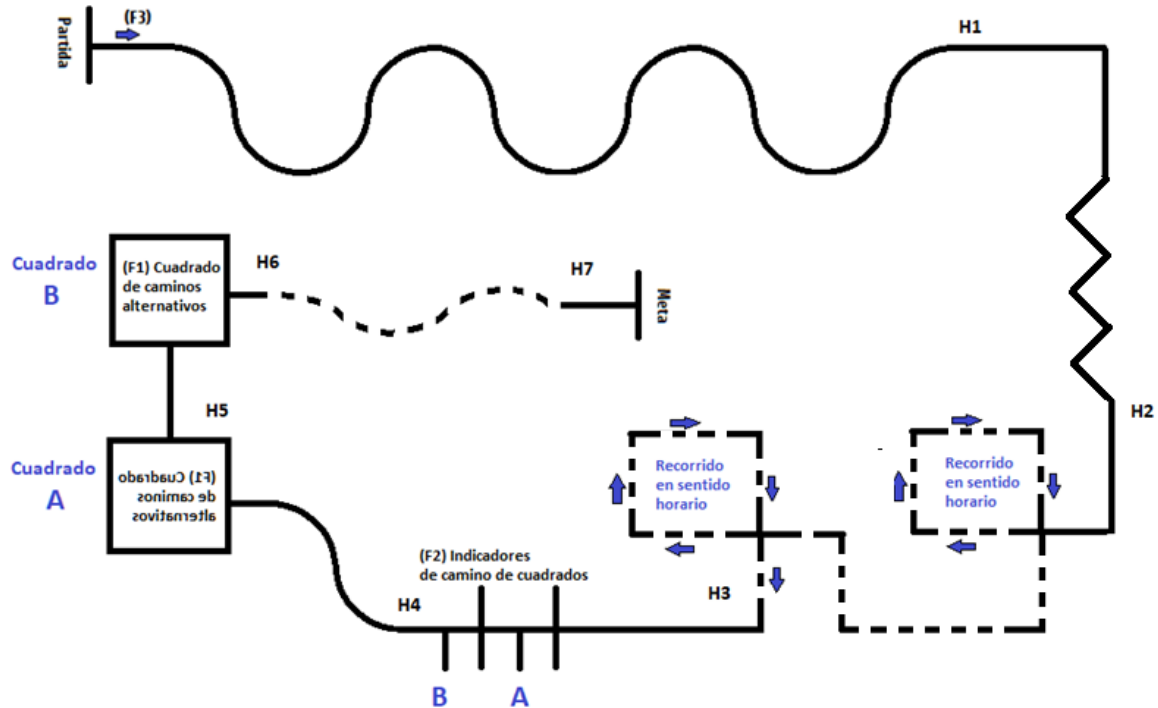 (F3)
Partida
H1
Cuadrado
B
(F1) Cuadrado
de caminos
alternativos
H6
H7
Meta
H2
H5
Cuadrado
A
(F1) Cuadrado
de caminos
alternativos
Recorrido
en sentido
horario
Recorrido
en sentido
horario
(F2) Indicadores
de camino de cuadrados
H4
H3
B
A